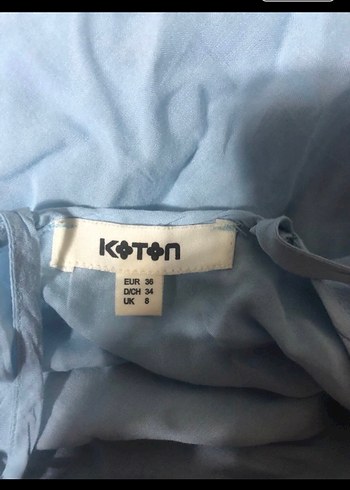 KOTON
EUR 36
D/CH 34
UK 8